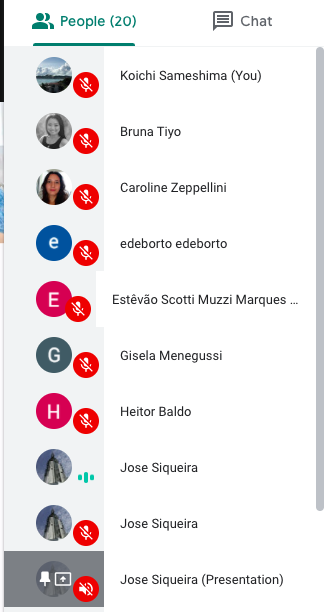 People (20)
Chat
Koichi Sameshima (You)
Bruna Tiyo
Caroline Zeppellini
e
edeborto edeborto
E
Estêvão Scotti Muzzi Marques ...
G
Gisela Menegussi
H
Heitor Baldo
Jose Siqueira
Jose Siqueira
Jose Siqueira (Presentation)